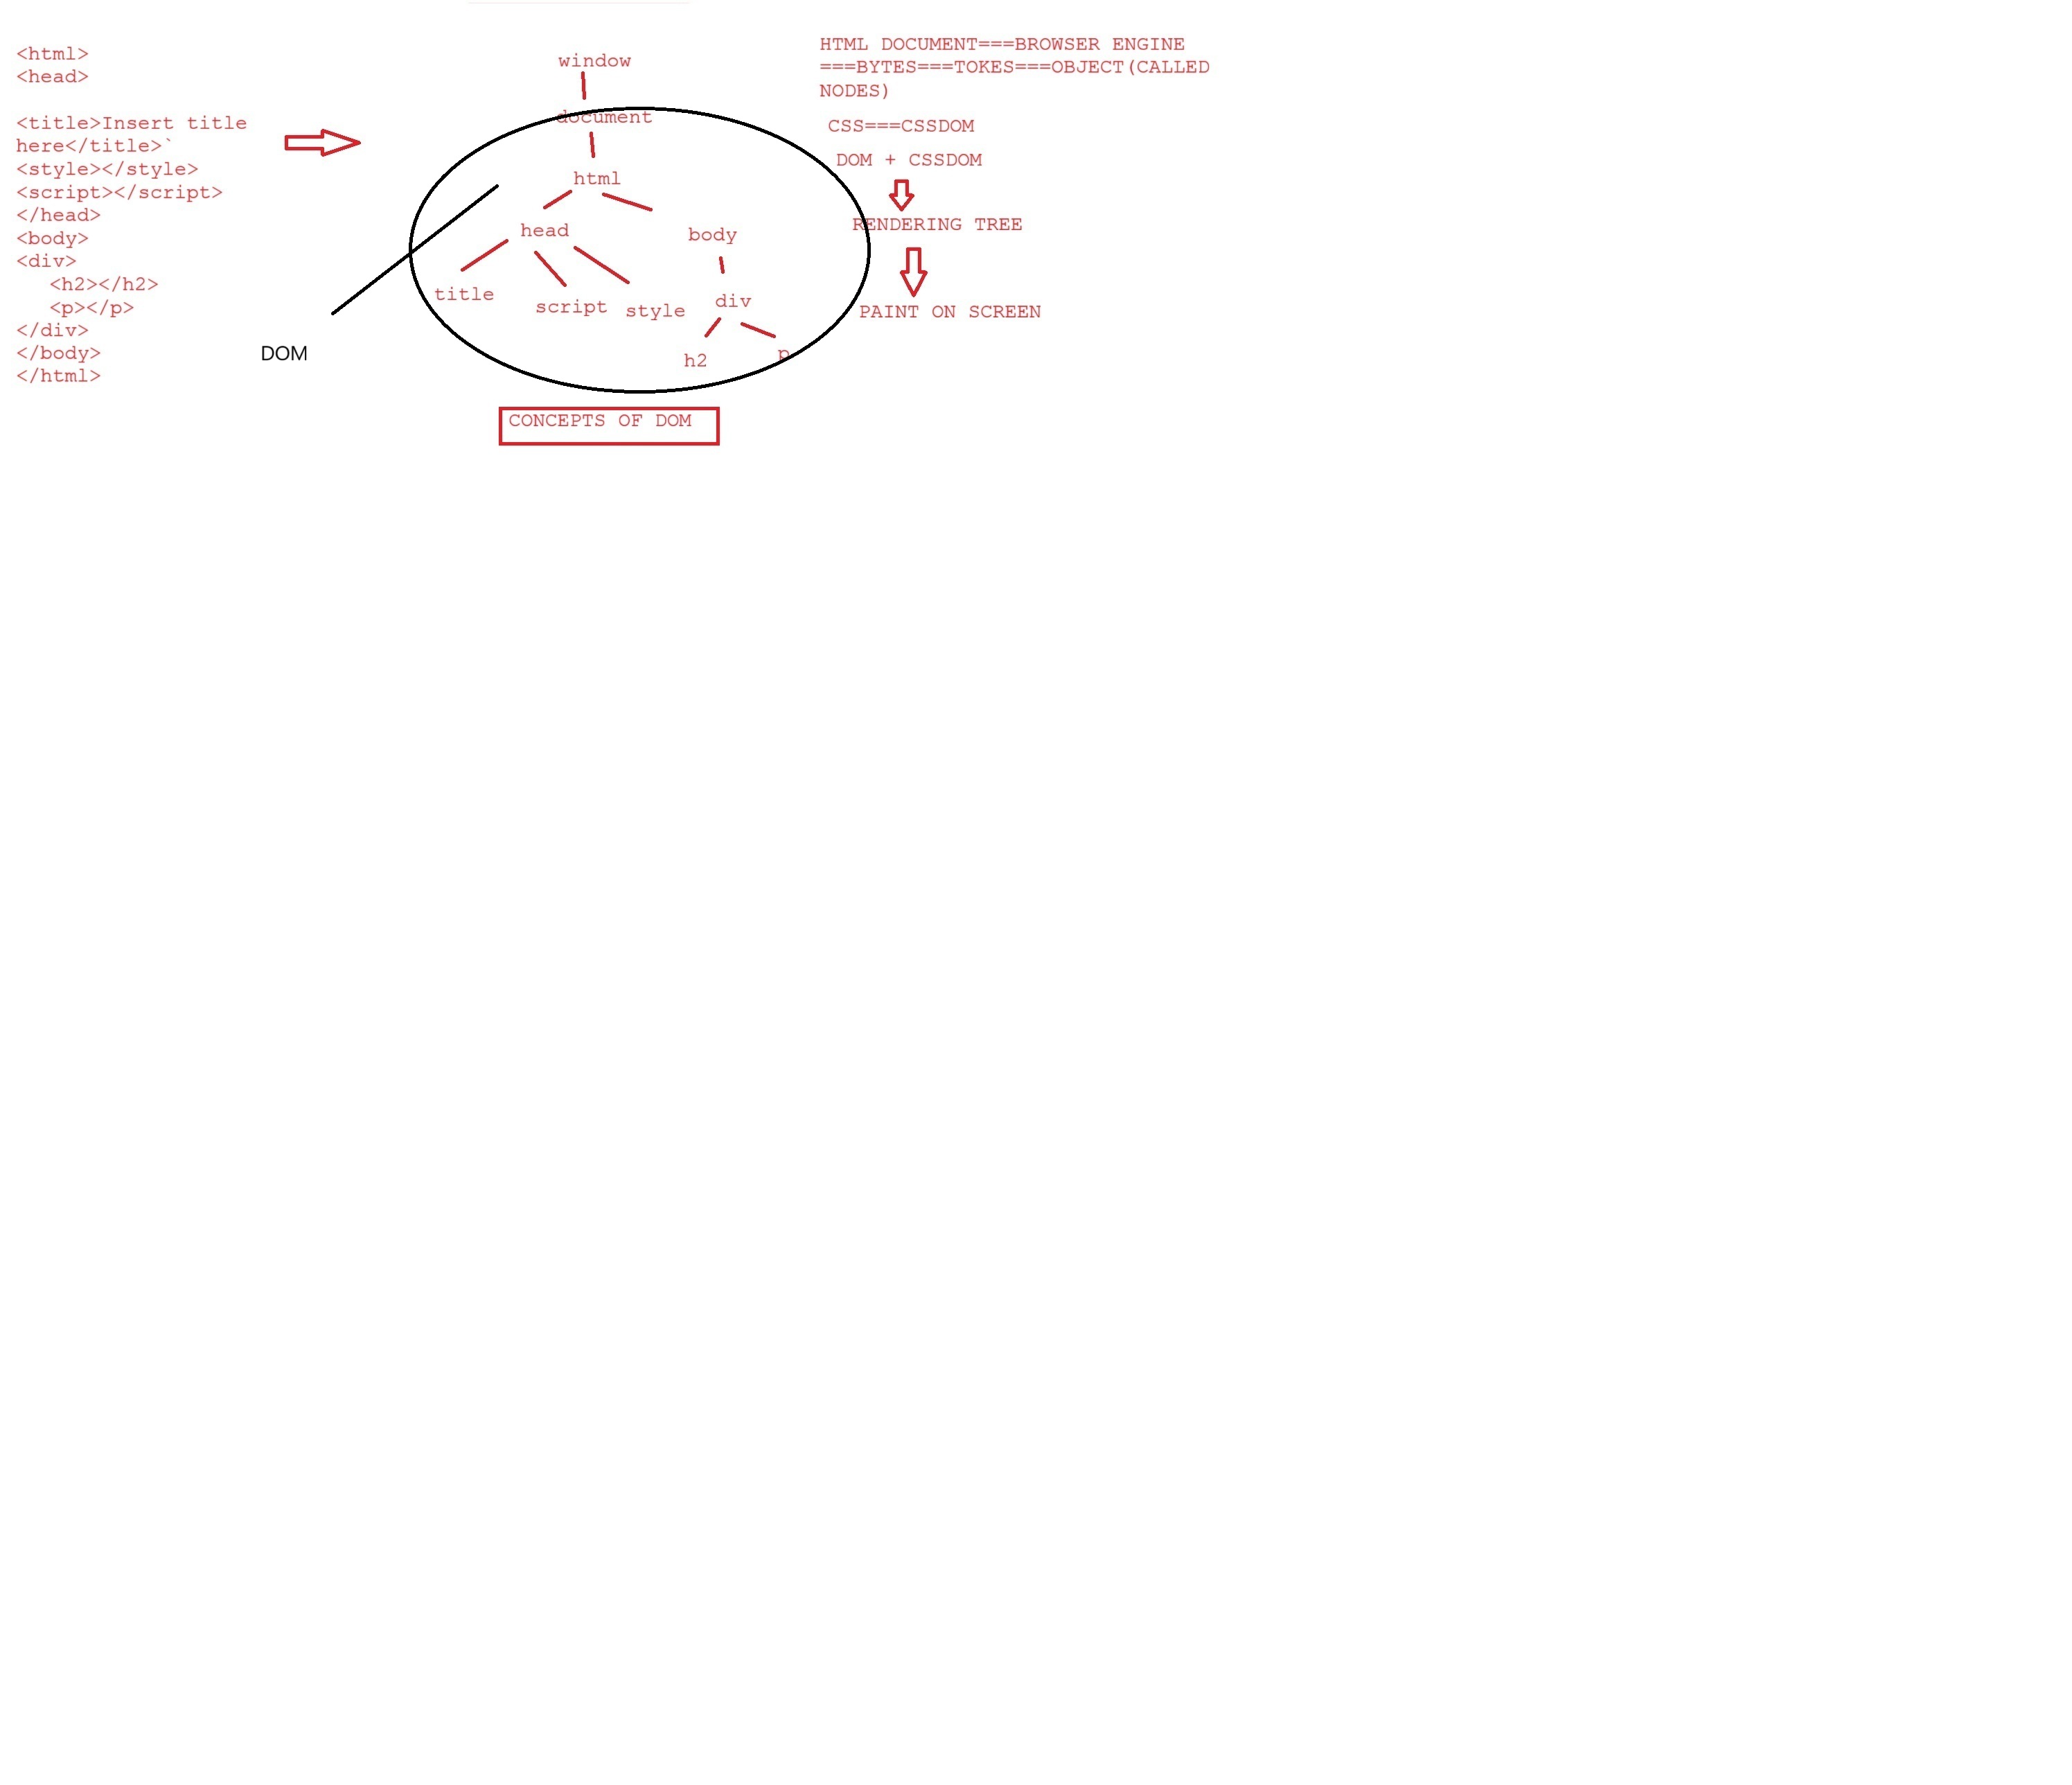 <html>
<head>
<title>Insert title
here</title>`
<style></style>
<script></script>
</head>
<body>
<div>
<h2></h2>
<p></p>
</div>
</body>
</html>
DOM
window
document
html
head
body
title
script
style
div
h2
p
CONCEPTS OF DOM
HTML DOCUMENT===BROWSER ENGINE
===BYTES===TOKES===OBJECT(CALLED
NODES)
CSS===CSSDOM
DOM + CSSDOM
RENDERING TREE
PAINT ON SCREEN